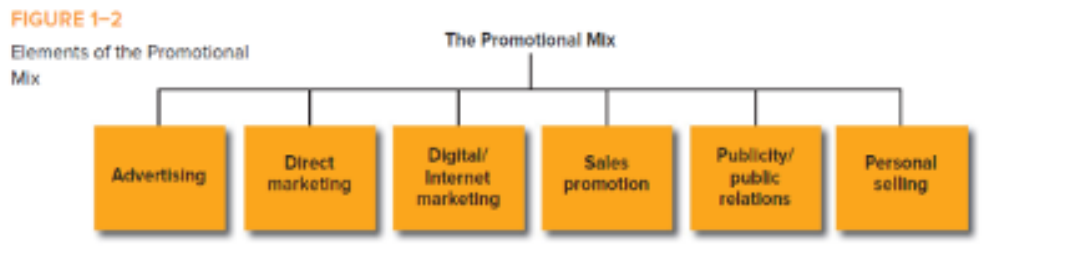 FIGURE 1–2
Elements of the Promotional
Mix
The Promotional Mix
Advertising
Direct
marketing
Digital/
Internet
marketing
Sales
promotion
Publicity/
public
relations
Personal
selling